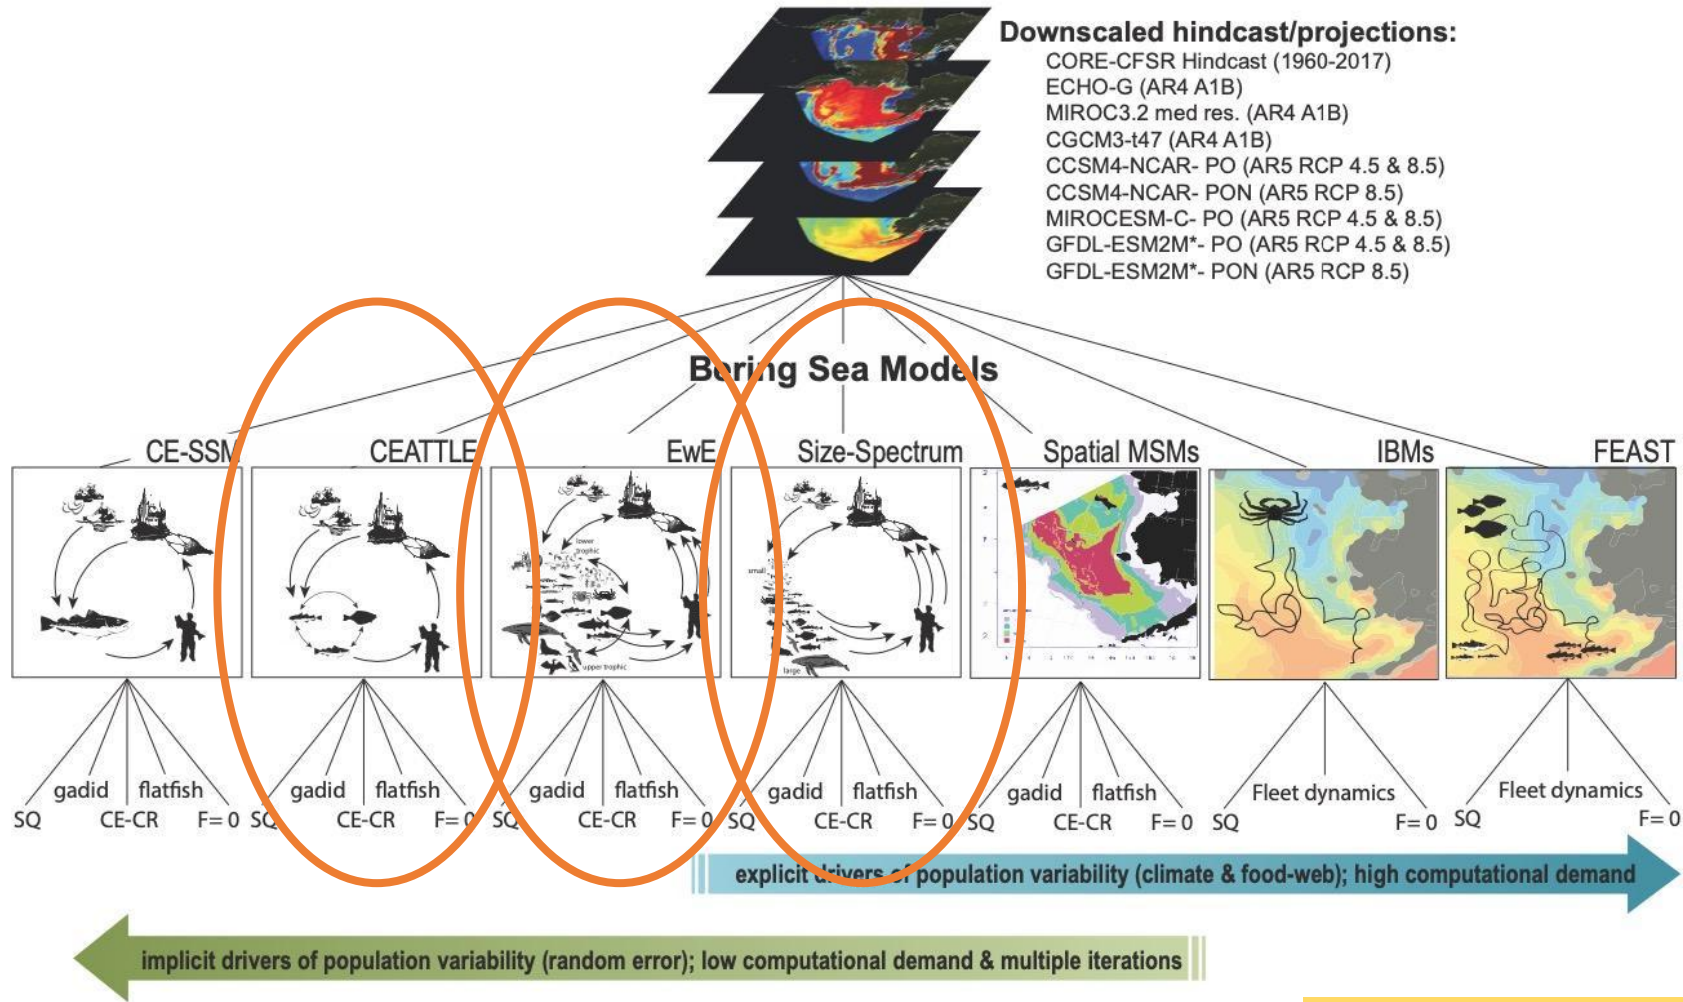 Downscaled hindcast/projections:
CORE-CFSR Hindcast (1960-2017)
ECHO-G (AR4 A1B)
MIROC3.2 med res. (AR4 A1B)
CGCM3-t47 (AR4 A1B)
CCSM4-NCAR- PO (AR5 RCP 4.5 & 8.5)
CCSM4-NCAR- PON (AR5 RCP 8.5)
MIROCESM-C- PO (AR5 RCP 4.5 & 8.5)
GFDL-ESM2M*- PO (AR5 RCP 4.5 & 8.5)
GFDL-ESM2M*- PON (AR5 RCP 8.5)
Bering Sea Models
CE-SSM CEATTLE EwE Size-Spectrum Spatial MSMs IBMs FEAST
lower
trophic
upper trophic
small
large
gadid flatfish gadid flatfish gadid flatfish gadid flatfish gadid flatfish Fleet dynamics Fleet dynamics
SQ CE-CR F= 0 SQ CE-CR F= 0 SQ CE-CR F= 0 SQ CE-CR F= 0 SQ CE-CR F= 0 SQ F= 0 SQ F= 0
explicit drivers of population variability (climate & food-web); high computational demand
implicit drivers of population variability (random error); low computational demand & multiple iterations